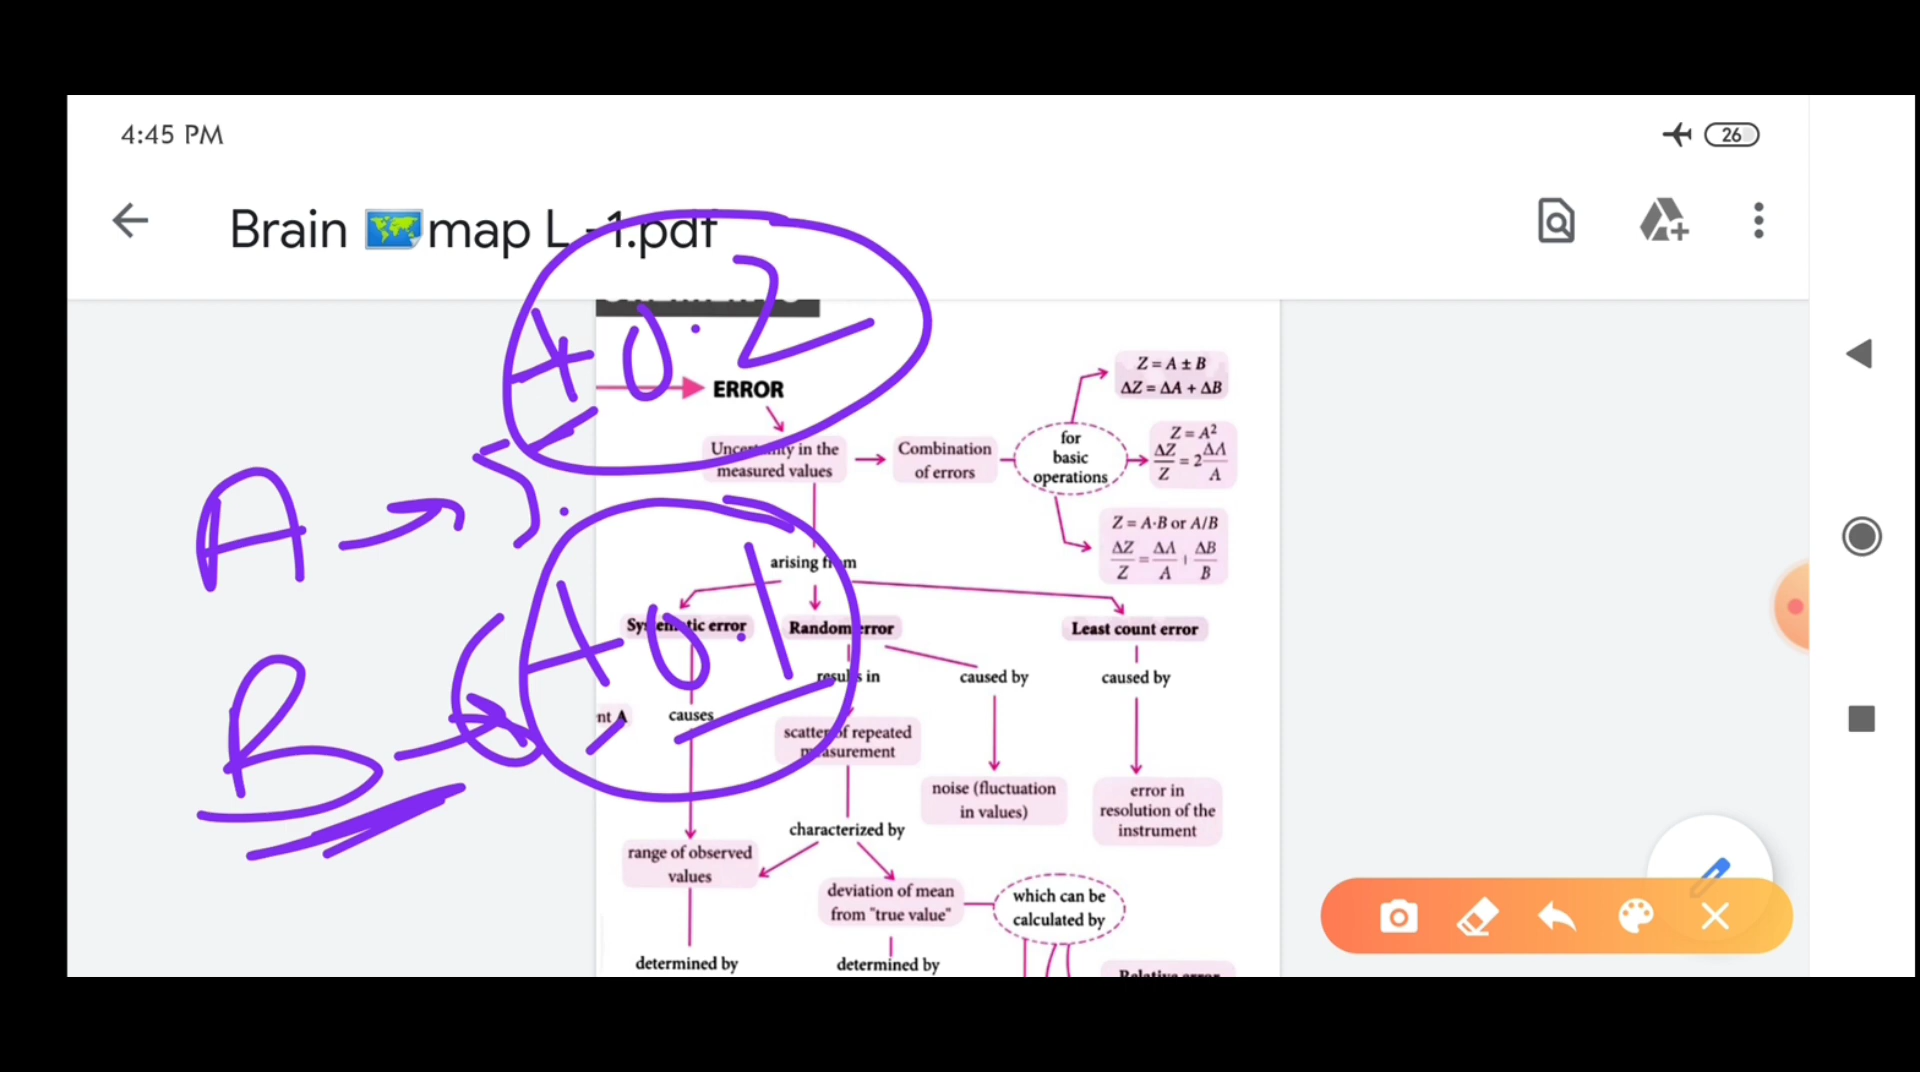 4:45 PM
26
Brain 🗺️ map L -1.pdf
ERROR
Uncertainty in the
measured values
Combination
of errors
for
basic
operations
Z = A ± B
ΔZ = ΔA + ΔB
Z = A²
ΔZ/Z = 2 ΔA/A
Z = A·B or A/B
ΔZ/Z = ΔA/A + ΔB/B
arising from
Systematic error
Random error
Least count error
results in
caused by
caused by
nt A
causes
scatter of repeated
measurement
noise (fluctuation
in values)
error in
resolution of the
instrument
characterized by
range of observed
values
deviation of mean
from "true value"
which can be
calculated by
determined by
determined by
Relative error
A → 5.
± 0.2
B →
± 0.1